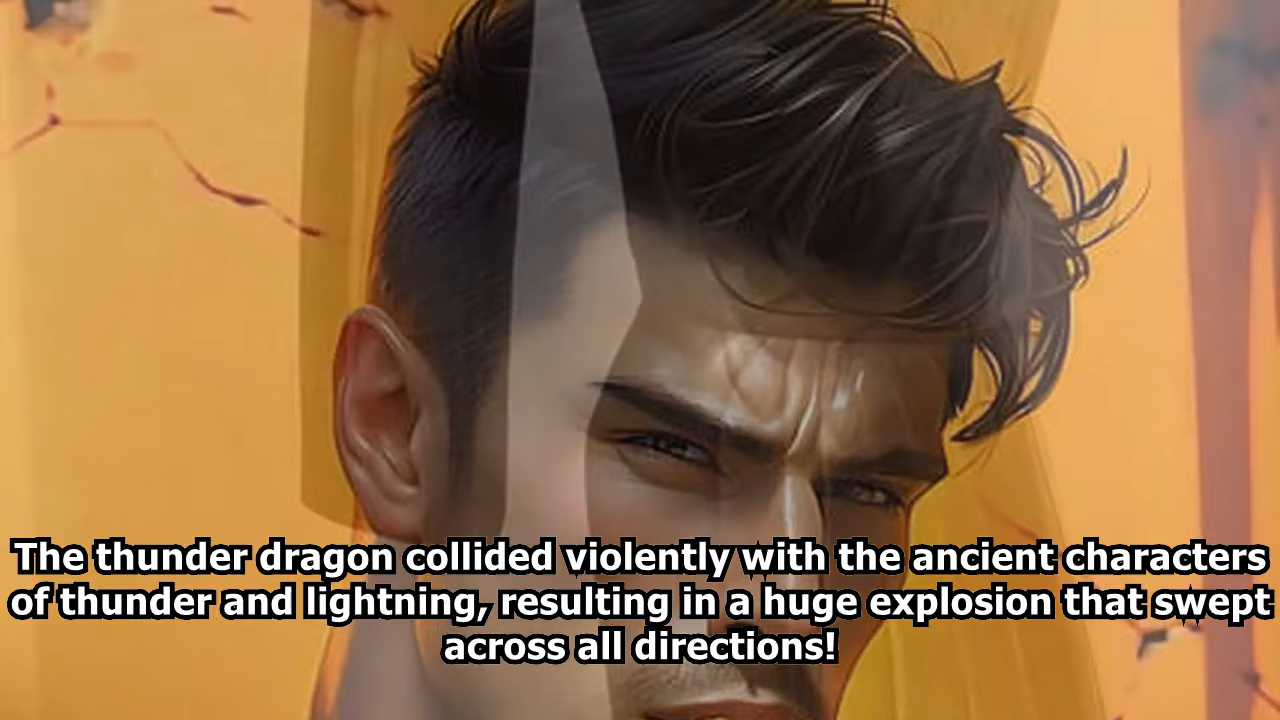 The thunder dragon collided violently with the ancient characters
of thunder and lightning, resulting in a huge explosion that swept
across all directions!